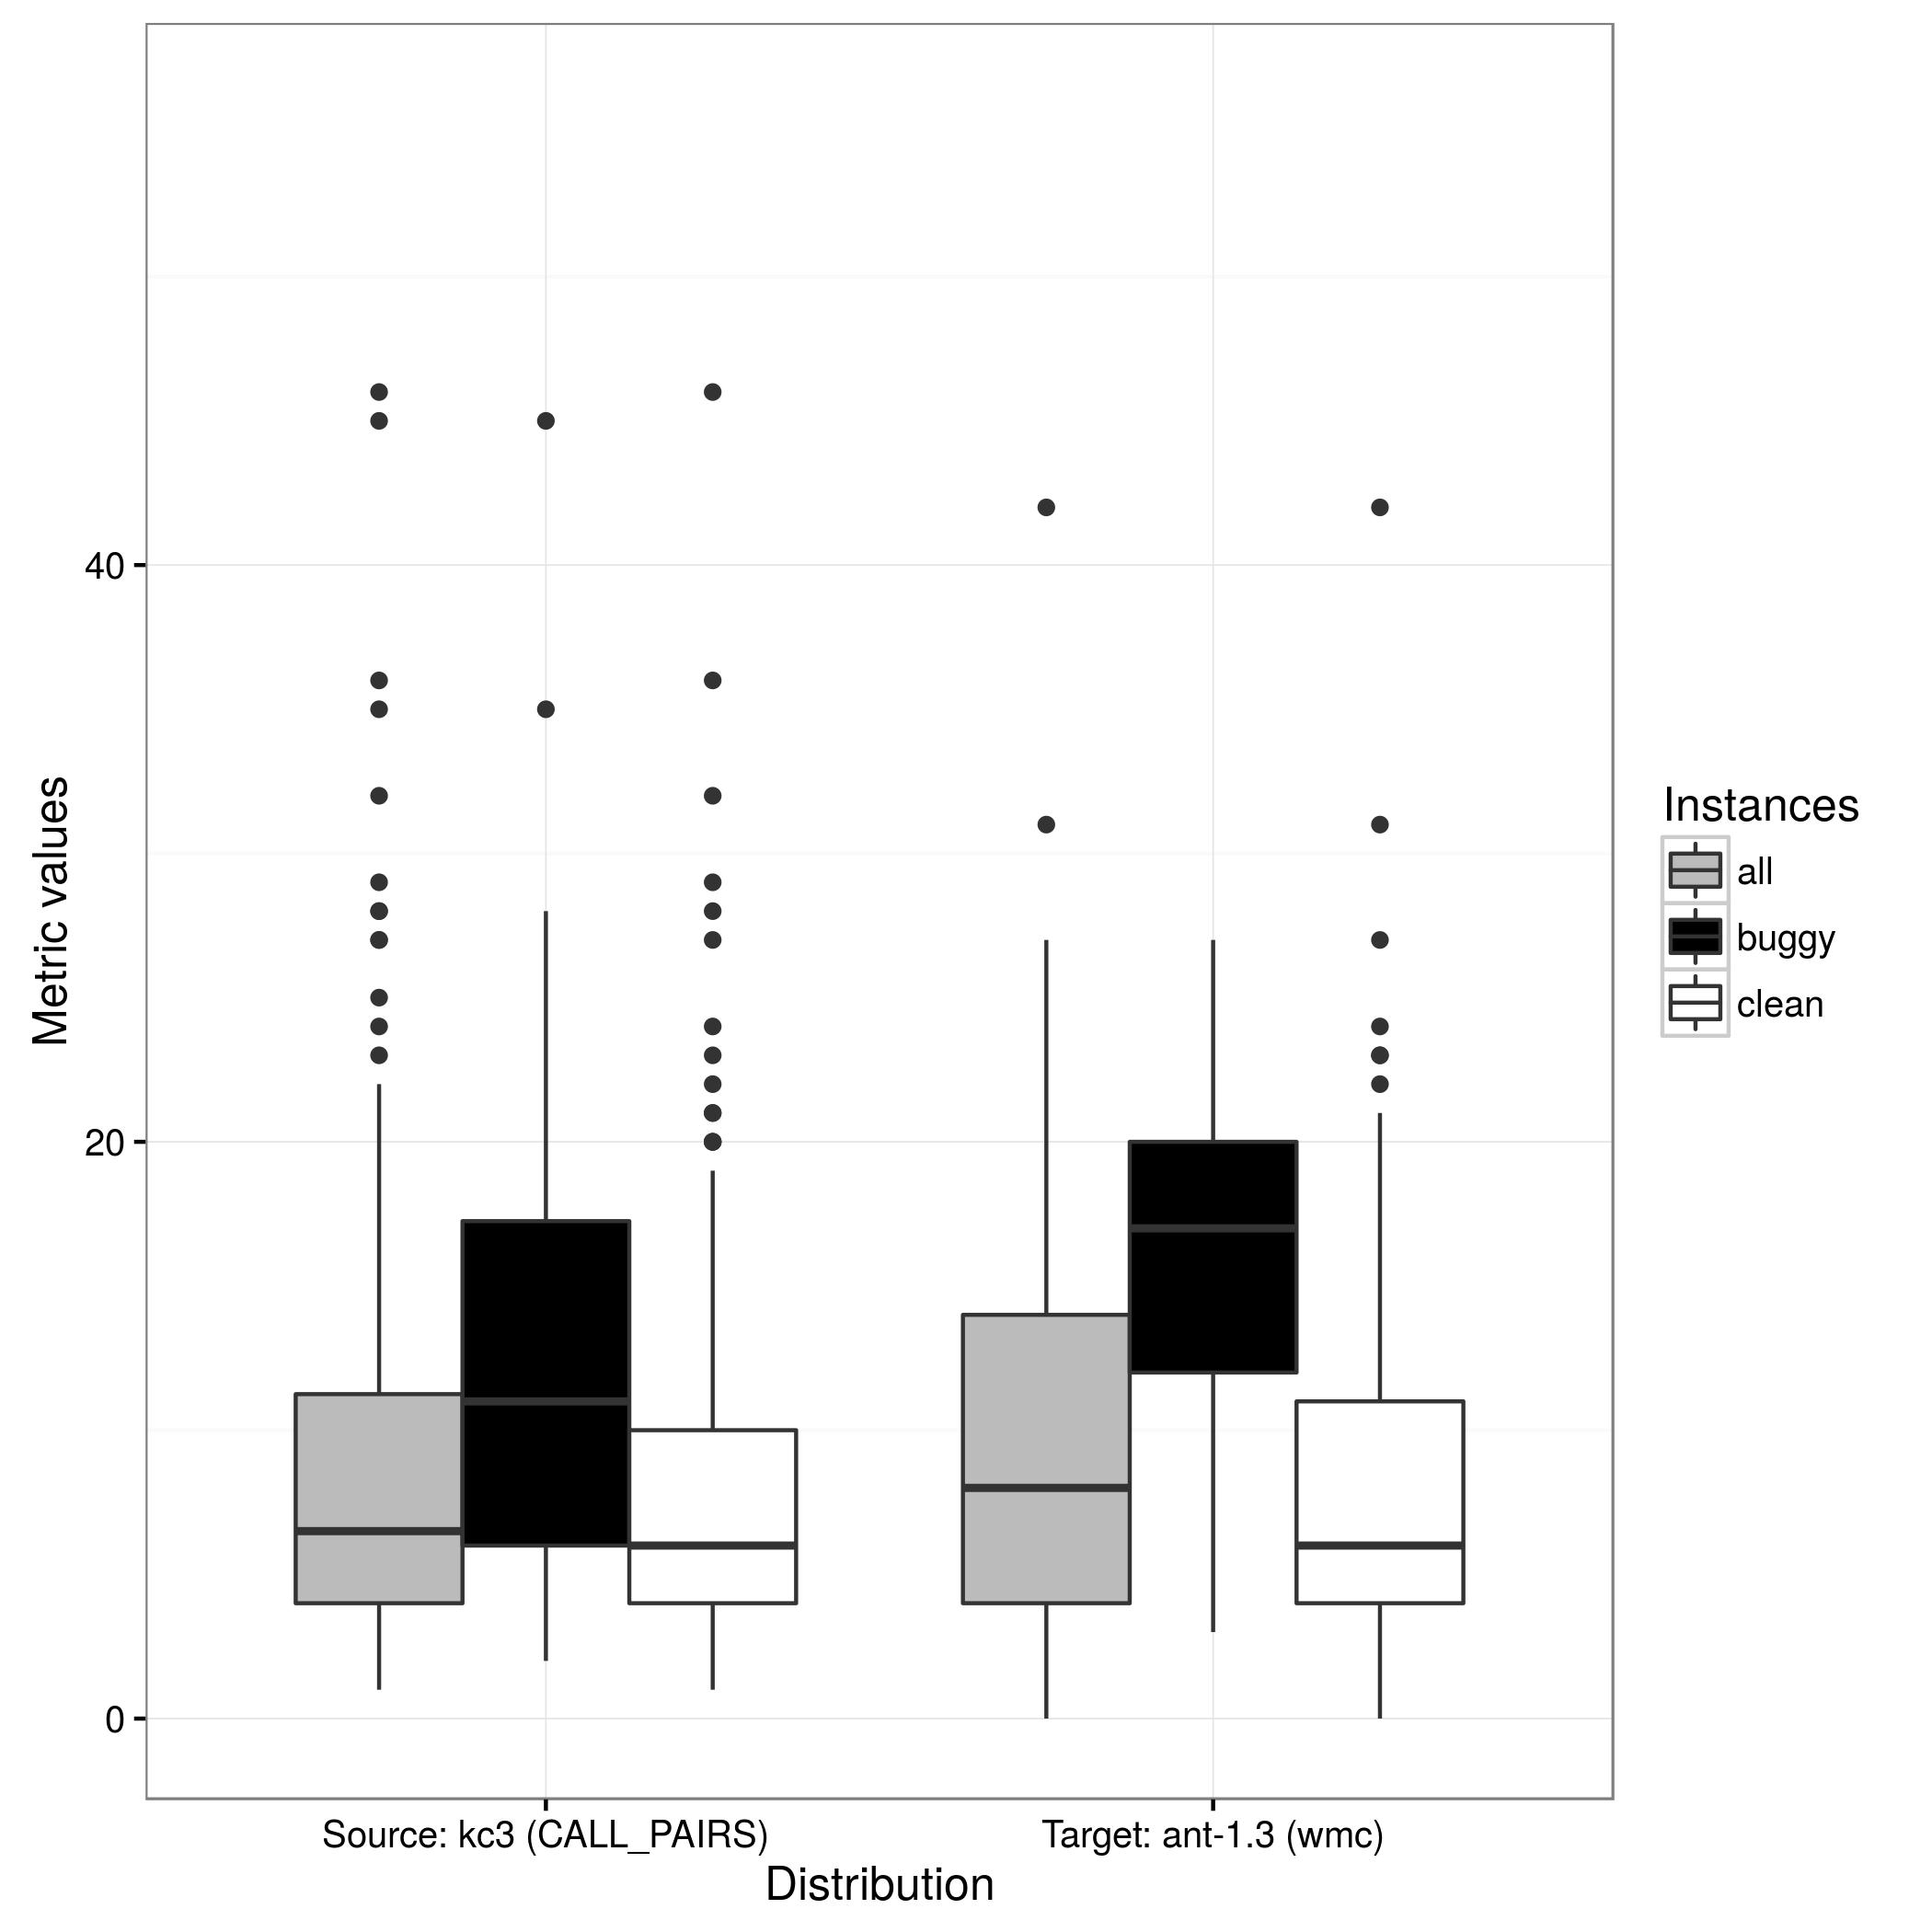 Metric values
40
20
0
Source: kc3 (CALL_PAIRS)
Target: ant-1.3 (wmc)
Distribution
Instances
all
buggy
clean